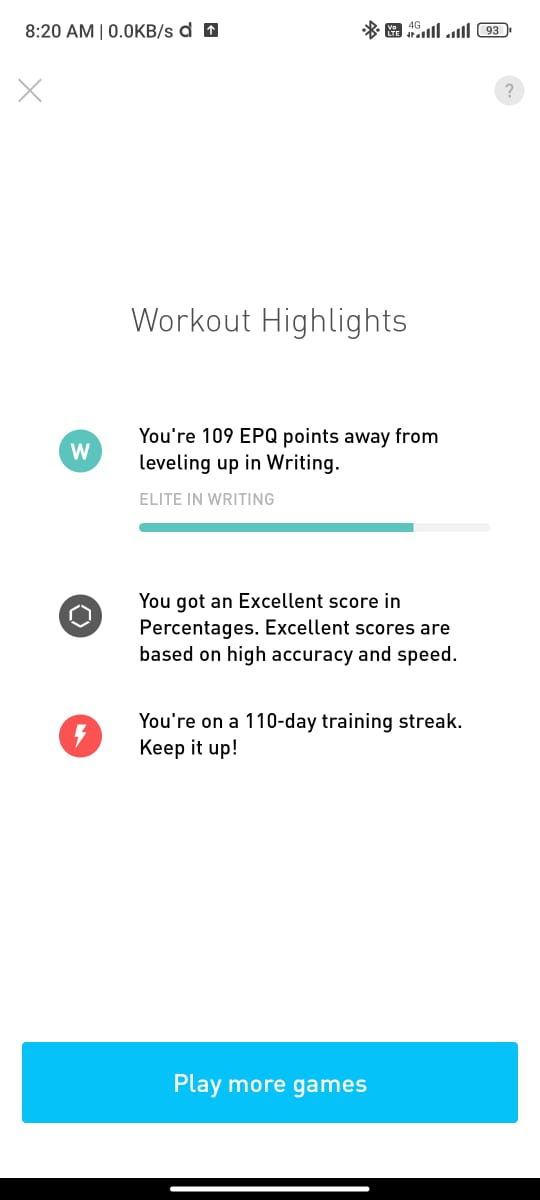 8:20 AM | 0.0KB/s d
Vo LTE 4G 93
?
Workout Highlights
W
You're 109 EPQ points away from
leveling up in Writing.
ELITE IN WRITING
You got an Excellent score in
Percentages. Excellent scores are
based on high accuracy and speed.
You're on a 110-day training streak.
Keep it up!
Play more games